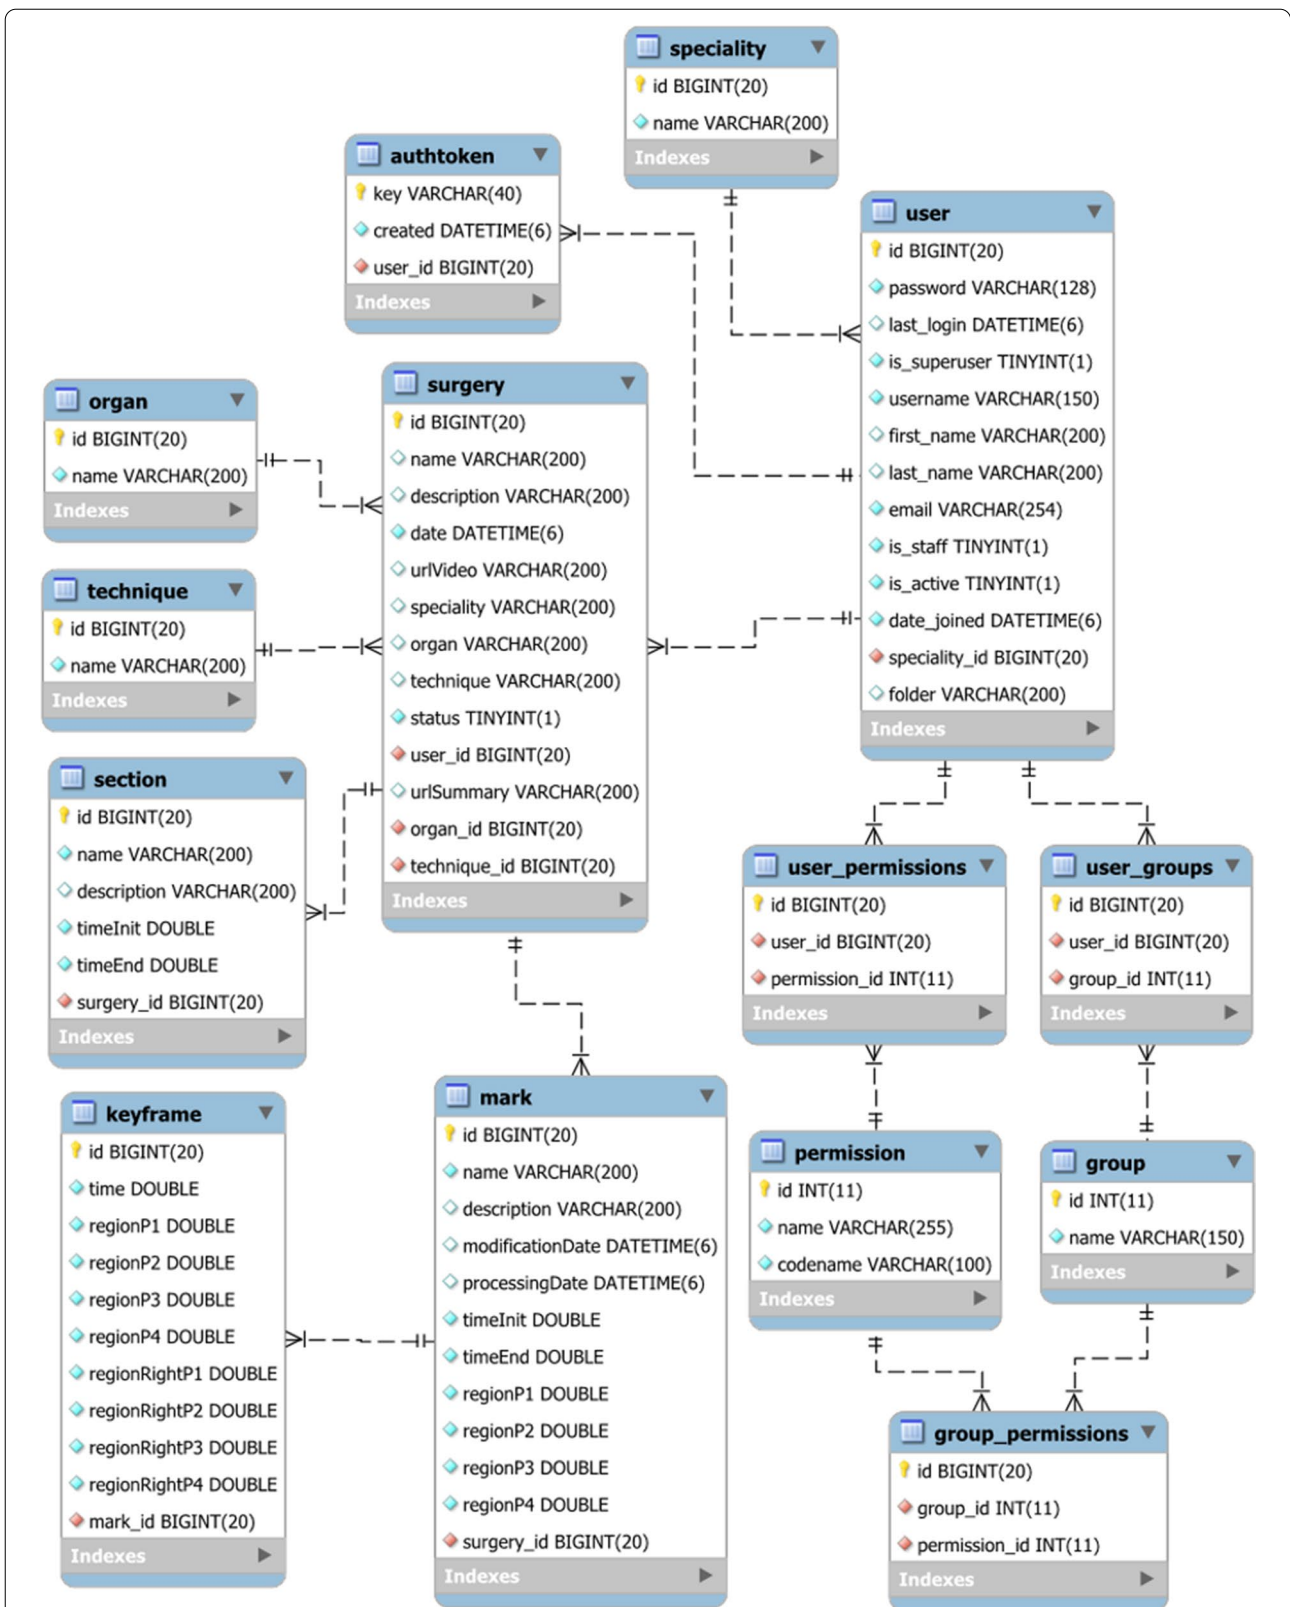 speciality
id BIGINT(20)
name VARCHAR(200)
Indexes
authtoken
key VARCHAR(40)
created DATETIME(6)
user_id BIGINT(20)
Indexes
user
id BIGINT(20)
password VARCHAR(128)
last_login DATETIME(6)
is_superuser TINYINT(1)
username VARCHAR(150)
first_name VARCHAR(200)
last_name VARCHAR(200)
email VARCHAR(254)
is_staff TINYINT(1)
is_active TINYINT(1)
date_joined DATETIME(6)
speciality_id BIGINT(20)
folder VARCHAR(200)
Indexes
organ
id BIGINT(20)
name VARCHAR(200)
Indexes
surgery
id BIGINT(20)
name VARCHAR(200)
description VARCHAR(200)
date DATETIME(6)
urlVideo VARCHAR(200)
speciality VARCHAR(200)
organ VARCHAR(200)
technique VARCHAR(200)
status TINYINT(1)
user_id BIGINT(20)
urlSummary VARCHAR(200)
organ_id BIGINT(20)
technique_id BIGINT(20)
Indexes
technique
id BIGINT(20)
name VARCHAR(200)
Indexes
section
id BIGINT(20)
name VARCHAR(200)
description VARCHAR(200)
timeInit DOUBLE
timeEnd DOUBLE
surgery_id BIGINT(20)
Indexes
user_permissions
id BIGINT(20)
user_id BIGINT(20)
permission_id INT(11)
Indexes
user_groups
id BIGINT(20)
user_id BIGINT(20)
group_id INT(11)
Indexes
keyframe
id BIGINT(20)
time DOUBLE
regionP1 DOUBLE
regionP2 DOUBLE
regionP3 DOUBLE
regionP4 DOUBLE
regionRightP1 DOUBLE
regionRightP2 DOUBLE
regionRightP3 DOUBLE
regionRightP4 DOUBLE
mark_id BIGINT(20)
Indexes
mark
id BIGINT(20)
name VARCHAR(200)
description VARCHAR(200)
modificationDate DATETIME(6)
processingDate DATETIME(6)
timeInit DOUBLE
timeEnd DOUBLE
regionP1 DOUBLE
regionP2 DOUBLE
regionP3 DOUBLE
regionP4 DOUBLE
surgery_id BIGINT(20)
Indexes
permission
id INT(11)
name VARCHAR(255)
codename VARCHAR(100)
Indexes
group
id INT(11)
name VARCHAR(150)
Indexes
group_permissions
id BIGINT(20)
group_id INT(11)
permission_id INT(11)
Indexes